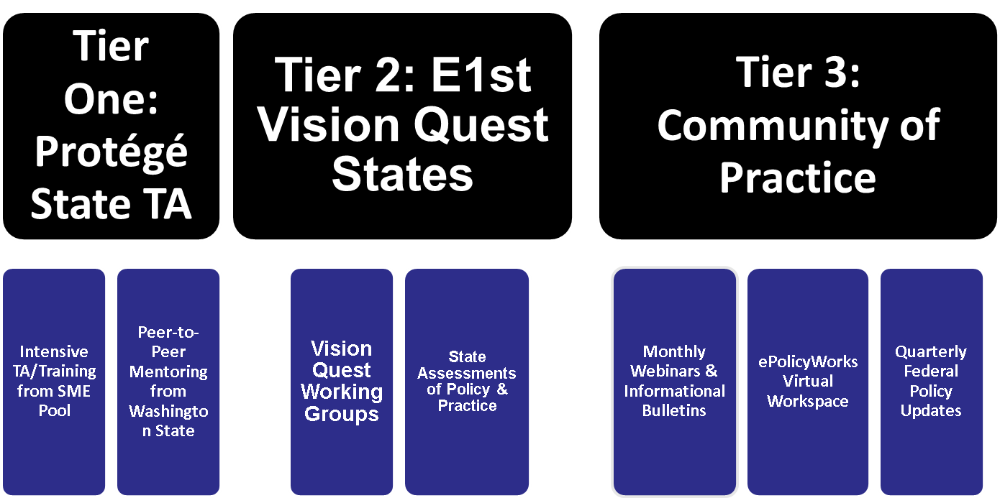 Tier
One:
Protégé
State TA
Tier 2: E1st
Vision Quest
States
Tier 3:
Community of
Practice
Intensive
TA/Training
from SME
Pool
Peer-to-
Peer
Mentoring
from
Washingto
n State
Vision
Quest
Working
Groups
State
Assessments
of Policy &
Practice
Monthly
Webinars &
Informational
Bulletins
ePolicyWorks
Virtual
Workspace
Quarterly
Federal
Policy
Updates